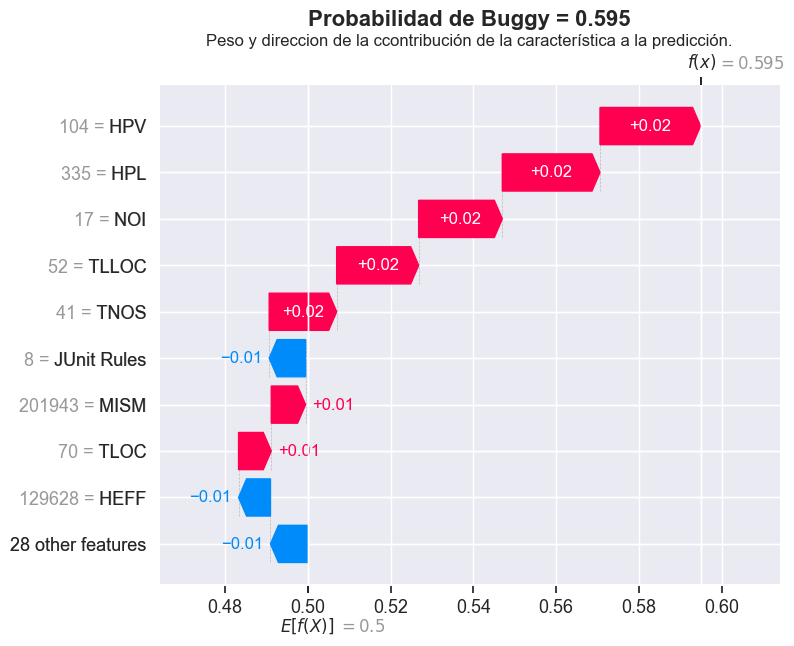 Probabilidad de Buggy = 0.595
Peso y direccion de la ccontribución de la característica a la predicción.
f(x) = 0.595
104 = HPV +0.02
335 = HPL +0.02
17 = NOI +0.02
52 = TLLOC +0.02
41 = TNOS +0.02
8 = JUnit Rules −0.01
201943 = MISM +0.01
70 = TLOC +0.01
129628 = HEFF −0.01
28 other features −0.01
0.48 0.50 0.52 0.54 0.56 0.58 0.60
E[f(X)] = 0.5